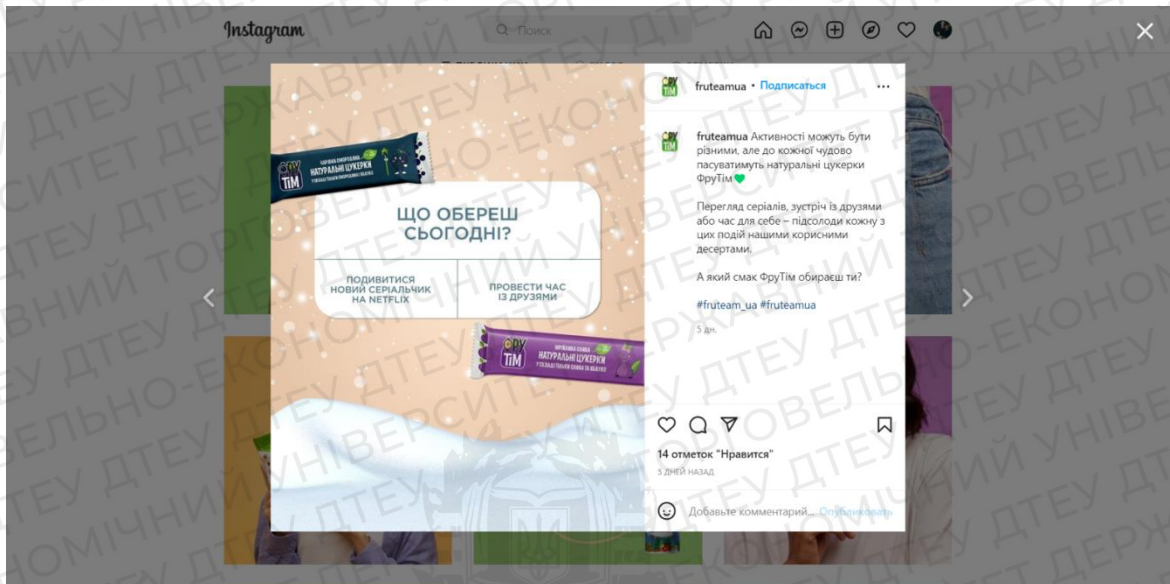 Instagram
Поиск
ФРУ ТІМ
ЧОРНА СМОРОДИНА
НАТУРАЛЬНІ ЦУКЕРКИ
ЩО ОБЕРЕШ
СЬОГОДНІ?
ПОДИВИТИСЯ
НОВИЙ СЕРІАЛЬЧИК
НА NETFLIX
ПРОВЕСТИ ЧАС
ІЗ ДРУЗЯМИ
ФРУ ТІМ
НАТУРАЛЬНІ ЦУКЕРКИ
fruteamua • Подписаться
fruteamua Активності можуть бути
різними, але до кожної чудово
пасуватимуть натуральні цукерки
ФруТім💚
Перегляд серіалів, зустріч із друзями
або час для себе – підсолоди кожну з
цих подій нашими корисними
десертами.
А який смак ФруТім обираєш ти?
#fruteam_ua #fruteamua
5 дн.
14 отметок "Нравится"
5 ДНЕЙ НАЗАД
Добавьте комментарий... Опубликовать